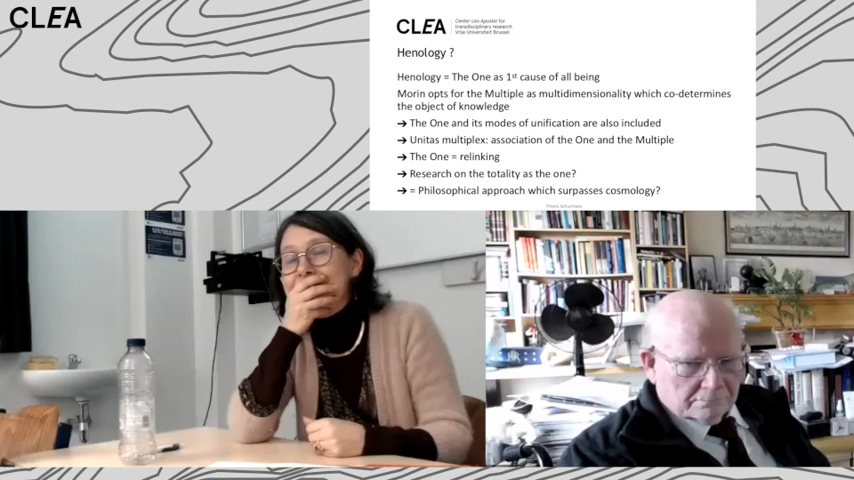 CLEA
CLEA
Center Leo Apostel for
transdisciplinary research
Vrije Universiteit Brussel
Henology ?
Henology = The One as 1st cause of all being
Morin opts for the Multiple as multidimensionality which co-determines
the object of knowledge
➔ The One and its modes of unification are also included
➔ Unitas multiplex: association of the One and the Multiple
➔ The One = relinking
➔ Research on the totality as the one?
➔ = Philosophical approach which surpasses cosmology?